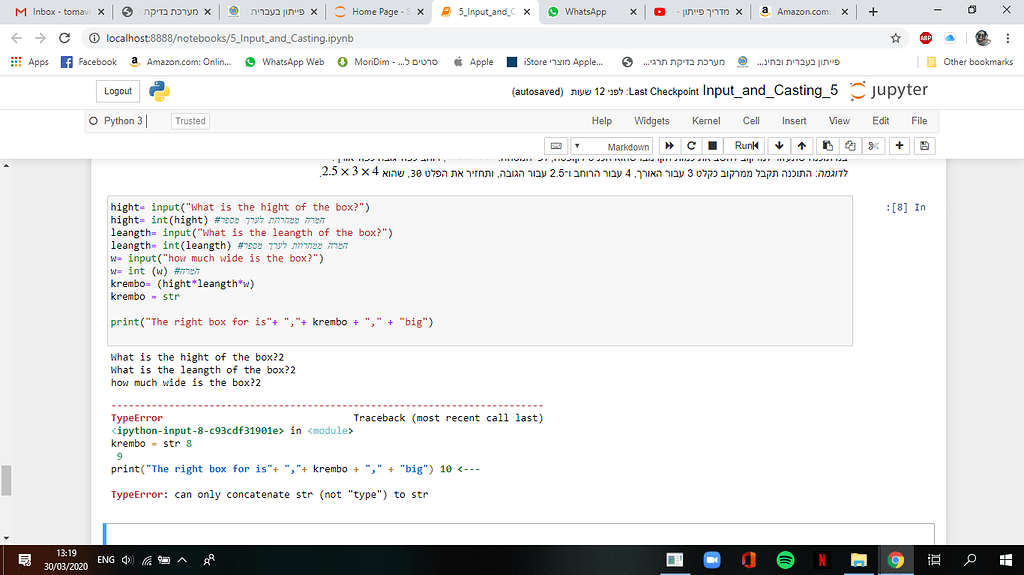 Inbox - tomav
מערכת בדיקה
פייתון בעברית
Home Page -
5_Input_and_C
WhatsApp
מדריך פייתון -
Amazon.com:
localhost:8888/notebooks/5_Input_and_Casting.ipynb
ABP
Apps
Facebook
Amazon.com: Onlin...
WhatsApp Web
MoriDim - סרטים ל...
Apple
iStore מוצרי Apple...
מערכת בדיקת תרגי...
פייתון בעברית ובחינ...
Other bookmarks
Logout
(autosaved) לפני 12 שעות :Last Checkpoint Input_and_Casting_5 jupyter
Python 3
Trusted
Help Widgets Kernel Cell Insert View Edit File
Markdown
Run
לדוגמה: התוכנה תקבל ממרקוב כקלט 3 עבור האורך, 4 עבור הרוחב ו־2.5 עבור הגובה, ותחזיר את הפלט 30, שהוא 2.5 × 3 × 4.
:[8] In
hight= input("What is the hight of the box?")
hight= int(hight) #המרה ממחרוזת לערך מספרי
leangth= input("What is the leangth of the box?")
leangth= int(leangth) #המרה ממחרוזת לערך מספרי
w= input("how much wide is the box?")
w= int (w) #המרה
krembo= (hight*leangth*w)
krembo = str
print("The right box for is"+ ","+ krembo + "," + "big")
What is the hight of the box?2
What is the leangth of the box?2
how much wide is the box?2
---------------------------------------------------------------------------
TypeError Traceback (most recent call last)
<ipython-input-8-c93cdf31901e> in <module>
krembo = str 8
9
print("The right box for is"+ ","+ krembo + "," + "big") 10 <---
TypeError: can only concatenate str (not "type") to str
13:19
30/03/2020
ENG